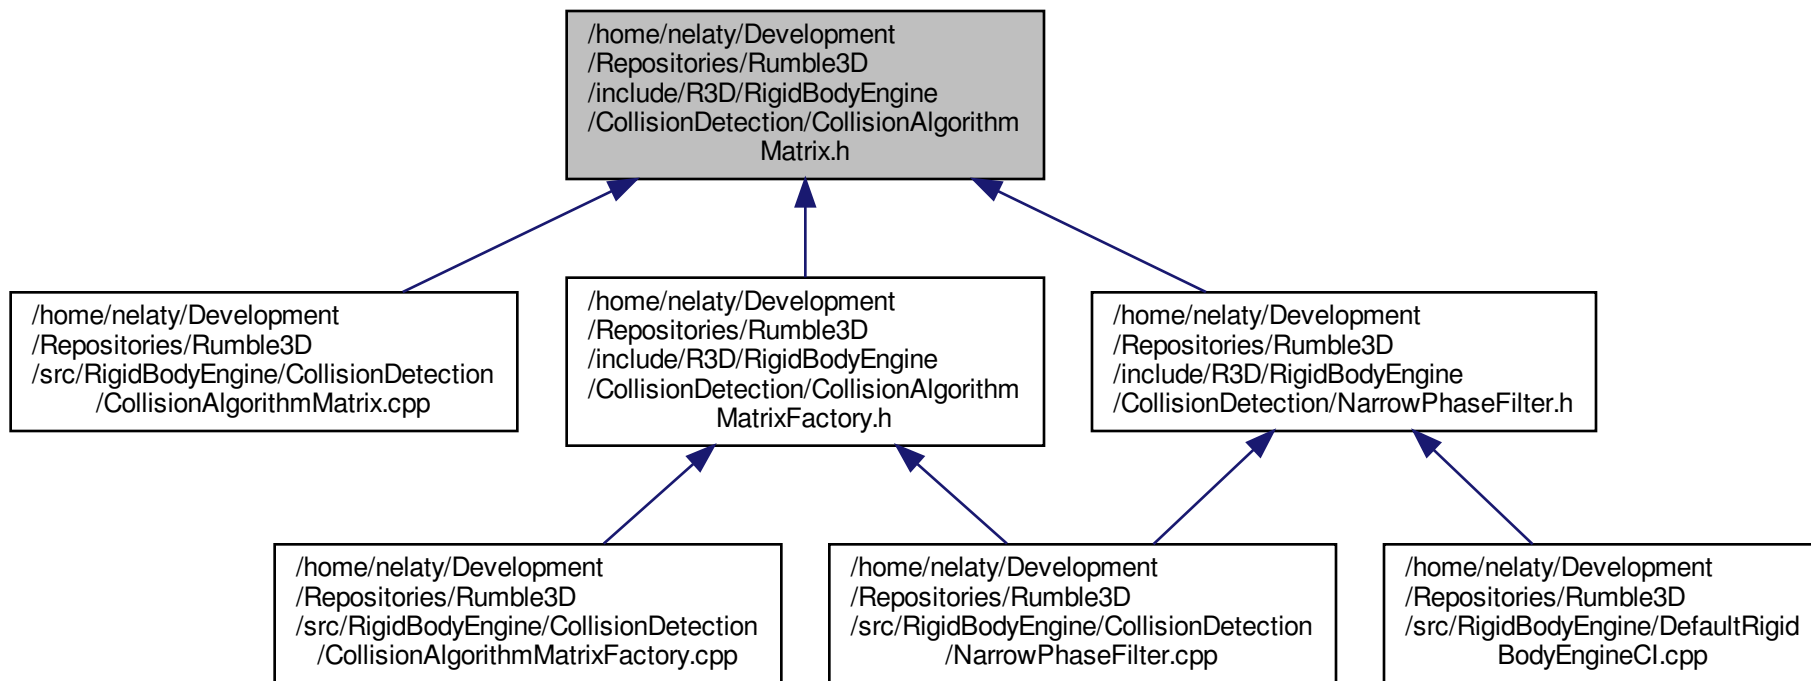 /home/nelaty/Development
/Repositories/Rumble3D
/include/R3D/RigidBodyEngine
/CollisionDetection/CollisionAlgorithm
Matrix.h
/home/nelaty/Development
/Repositories/Rumble3D
/src/RigidBodyEngine/CollisionDetection
/CollisionAlgorithmMatrix.cpp
/home/nelaty/Development
/Repositories/Rumble3D
/include/R3D/RigidBodyEngine
/CollisionDetection/CollisionAlgorithm
MatrixFactory.h
/home/nelaty/Development
/Repositories/Rumble3D
/include/R3D/RigidBodyEngine
/CollisionDetection/NarrowPhaseFilter.h
/home/nelaty/Development
/Repositories/Rumble3D
/src/RigidBodyEngine/CollisionDetection
/CollisionAlgorithmMatrixFactory.cpp
/home/nelaty/Development
/Repositories/Rumble3D
/src/RigidBodyEngine/CollisionDetection
/NarrowPhaseFilter.cpp
/home/nelaty/Development
/Repositories/Rumble3D
/src/RigidBodyEngine/DefaultRigid
BodyEngineCI.cpp